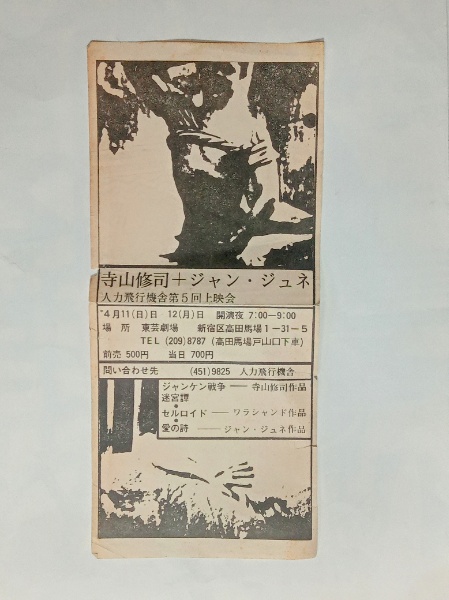 寺山修司+ジャン・ジュネ
人力飛行機舎第5回上映会
4月11(日)日 12(月)日 開演夜 7:00-9:00
場所 東芸劇場 新宿区高田馬場1-31-5
TEL (209)8787 (高田馬場戸山口下車)
前売 500円 当日 700円
問い合わせ先 (451)9825 人力飛行機舎
ジャンケン戦争——寺山修司作品
迷宮譚
●
セルロイド——ワラシャンド作品
●
愛の詩——ジャン・ジュネ作品